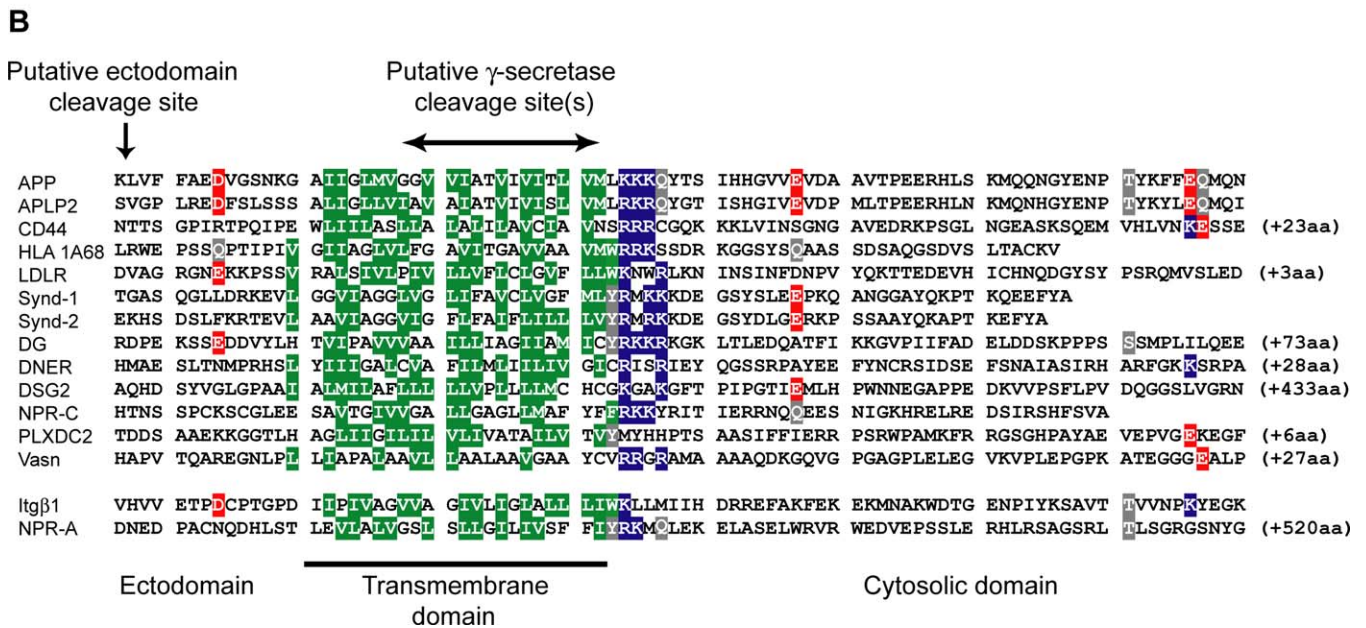 B
Putative ectodomain
cleavage site
Putative γ-secretase
cleavage site(s)
APP KLVFF FAEDVGSNKG AIIGLMVGGV VIATVIVITL VMLKKKQYTS IHHGVVEVDA AVTPEERHLS KMQQNGYENP TYKFFEQMQN
APLP2 SVGPL LREDFSLSSS ALIGLLVIAV AIATVIVISL VMLRKRQYGT ISHGIVEVDP MLTPEERHLN KMQNHGYENP TYKYLEQMQI
CD44 NTTSG PIRTPQIPE WLIILASLLA LALILAVCIA VNSRRRCGQK KKLVINSGNG AVEDRKPSGL NGEASKSQEM VHLVNKESSE (+23aa)
HLA 1A68 LRWE PSSQPTIPIV GIIAGLVLFG AVITGAVVAA VMWRRKSSDR KGGSYSQAAS SDSAQGSDVS LTACKV
LDLR DVAG RGNEKKPSSV RALSIVLPIV LLVFLCLGVF LLWKNWRLKN INSINFDNPV YQKTTEDEVH ICHNQDGYSY PSRQMVSLED (+3aa)
Synd-1 TGAS QGLLDRKEVL GGVIAGGLVG LIFAVCLVGF MLYRMKKKDE GSYSLEEPKQ ANGGAYQKPT KQEEFYA
Synd-2 EKHS DSLFKRTEVL AAVIAGGVIG FLFAIFLILL LVYRMRKKDE GSYDLGERKP SSAAYQKAPT KEFYA
DG RDPE KSSEDDVYLH TVIPAVVVAA ILLIAGIIAM ICYRKKRKGK LTLEDQATFI KKGVPIIFAD ELDDSKPPPS SSMPLILQEE (+73aa)
DNER HMAE SLTNMPRHSL YIIIGALCVA FILMLIILIV GICRISRIEY QGSSRPAYEE FYNCRSIDSE FSNAIASIRH ARFGKKSRPA (+28aa)
DSG2 AQHD SYVGLGPAAI ALMILAFLLL LLVPLLLLMC HCGKGAKGFT PIPGTIEMLH PWNNEGAPPE DKVVPSFLPV DQGGSLVGRN (+433aa)
NPR-C HTNS SPCKSCGLEE SAVTGIVVGA LLGAGLLMAF YFFRKKYRIT IERRNQQEES NIGKHRELRE DSIRSHFSVA
PLXDC2 TDDS AAEKKGGTLH AGLIIGILIL VLIVATAILV TVYMYHHPTS AASIFFIERR PSRWPAMKFR RGSGHPAYAE VEPVGEKEGF (+6aa)
Vasn HAPV TQAREGNLPL LIAPALAAVL LAALAAVGAA YCVRRGRAMA AAAQDKGQVG PGAGPLELEG VKVPLEPGPK ATEGGGEALP (+27aa)
Itgβ1 VHVV ETPDCPTGPD IIPIVAGVVA GIVLIGLALL LIWKLLMIIH DRREFAKFEK EKMNAKWDTG ENPIYKSAVT TVVNPKYEGK
NPR-A DNED PACNQDHLST LEVLALVGSL SLLGILIVSF FIYRKMQLEK ELASELWRVR WEDVEPSSLE RHLRSAGSRL TLSGRGSNYG (+520aa)
Ectodomain
Transmembrane
domain
Cytosolic domain